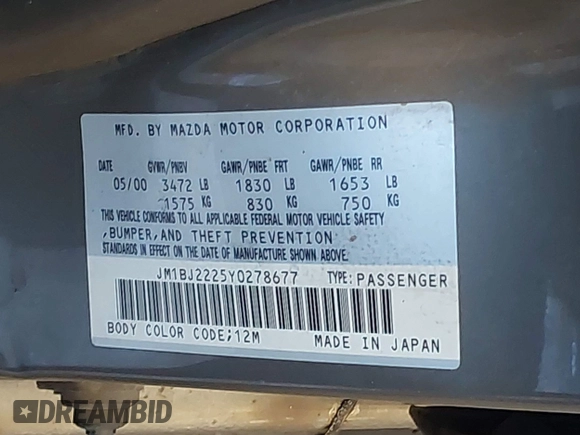 MFD. BY MAZDA MOTOR CORPORATION
GVWR/PNBV GAWR/PNBE FRT GAWR/PNBE RR
05/00 3472 LB 1830 LB 1653 LB
1575 KG 830 KG 750 KG
THIS VEHICLE CONFORMS TO ALL APPLICABLE FEDERAL MOTOR VEHICLE SAFETY
,BUMPER,AND THEFT PREVENTION
STANDARDS IN EFFECT ON THE DATE OF MANUFACTURE SHOWN ABOVE.
JM1BJ2225Y0278677 TYPE:PASSENGER
BODY COLOR CODE;12M MADE IN JAPAN
DREAMBID